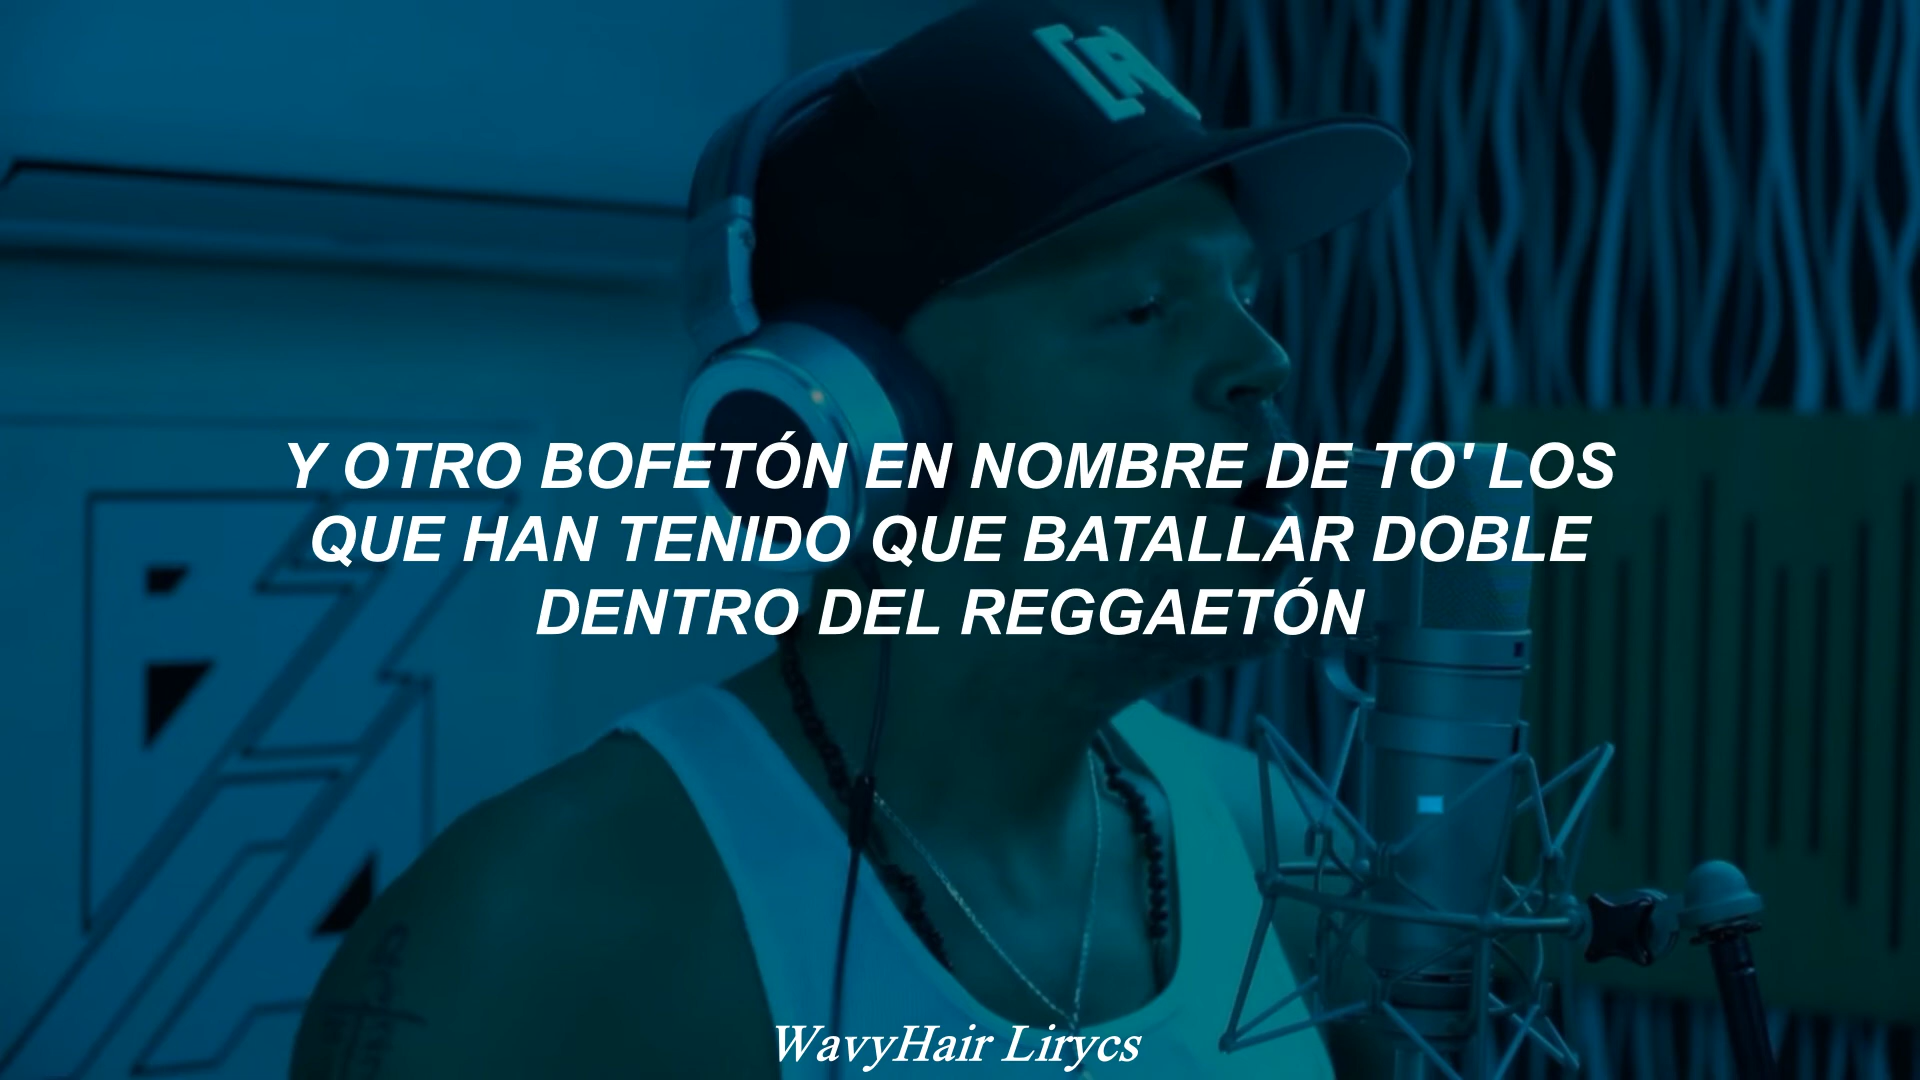 Y OTRO BOFETÓN EN NOMBRE DE TO' LOS
QUE HAN TENIDO QUE BATALLAR DOBLE
DENTRO DEL REGGAETÓN
WavyHair Lirycs